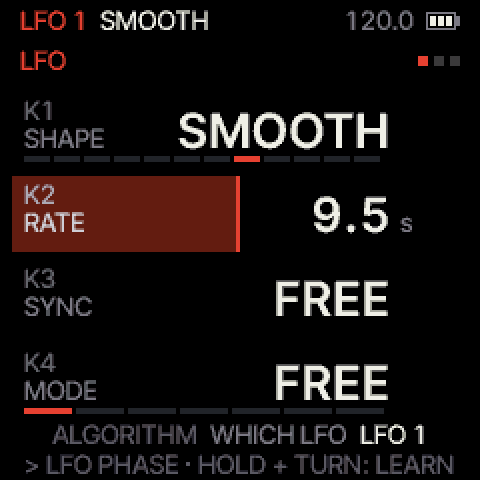 LFO 1 SMOOTH 120.0
LFO
K1
SHAPE SMOOTH
K2
RATE 9.5 s
K3
SYNC FREE
K4
MODE FREE
ALGORITHM WHICH LFO LFO 1
> LFO PHASE · HOLD + TURN: LEARN